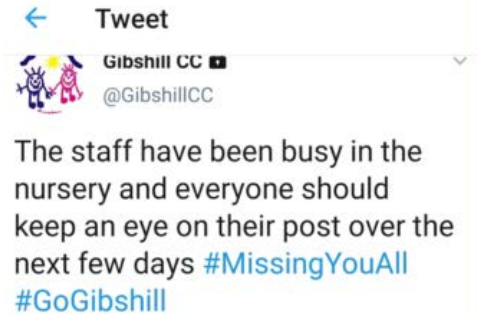 Tweet
Gibshill CC
@GibshillCC
The staff have been busy in the
nursery and everyone should
keep an eye on their post over the
next few days #MissingYouAll
#GoGibshill